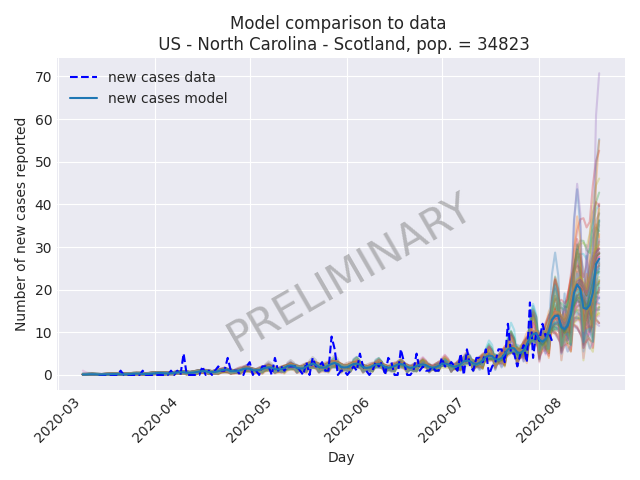 Model comparison to data
US - North Carolina - Scotland, pop. = 34823
new cases data
new cases model
Number of new cases reported
70
60
50
40
30
20
10
0
PRELIMINARY
2020-03
2020-04
2020-05
2020-06
2020-07
2020-08
Day